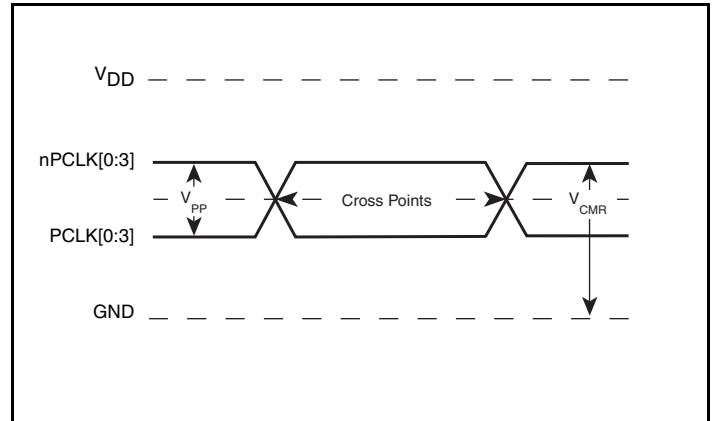 VDD
nPCLK[0:3]
VPP
Cross Points
VCMR
PCLK[0:3]
GND